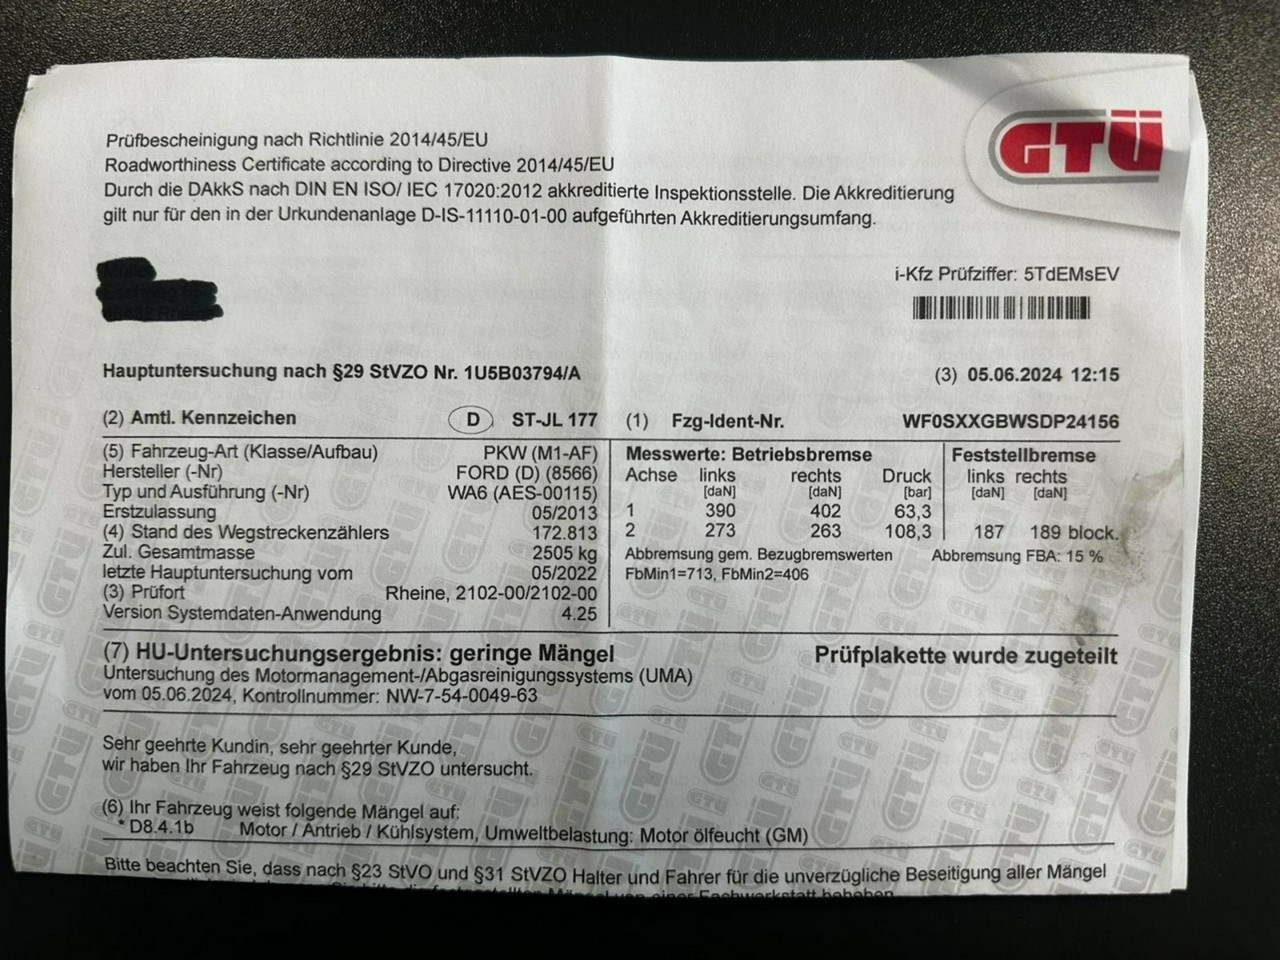 GTÜ
Prüfbescheinigung nach Richtlinie 2014/45/EU
Roadworthiness Certificate according to Directive 2014/45/EU
Durch die DAkkS nach DIN EN ISO/ IEC 17020:2012 akkreditierte Inspektionsstelle. Die Akkreditierung
gilt nur für den in der Urkundenanlage D-IS-11110-01-00 aufgeführten Akkreditierungsumfang.
i-Kfz Prüfziffer: 5TdEMsEV
Hauptuntersuchung nach §29 StVZO Nr. 1U5B03794/A (3) 05.06.2024 12:15
(2) Amtl. Kennzeichen D ST-JL 177 (1) Fzg-Ident-Nr. WF0SXXGBWSDP24156
(5) Fahrzeug-Art (Klasse/Aufbau) PKW (M1-AF)
Hersteller (-Nr) FORD (D) (8566)
Typ und Ausführung (-Nr) WA6 (AES-00115)
Erstzulassung 05/2013
(4) Stand des Wegstreckenzählers 172.813
Zul. Gesamtmasse 2505 kg
letzte Hauptuntersuchung vom 05/2022
(3) Prüfort Rheine, 2102-00/2102-00
Version Systemdaten-Anwendung 4.25
Messwerte: Betriebsbremse Feststellbremse
Achse links rechts Druck links rechts
[daN] [daN] [bar] [daN] [daN]
1 390 402 63,3
2 273 263 108,3 187 189 block.
Abbremsung gem. Bezugbremswerten Abbremsung FBA: 15 %
FbMin1=713, FbMin2=406
(7) HU-Untersuchungsergebnis: geringe Mängel Prüfplakette wurde zugeteilt
Untersuchung des Motormanagement-/Abgasreinigungssystems (UMA)
vom 05.06.2024, Kontrollnummer: NW-7-54-0049-63
Sehr geehrte Kundin, sehr geehrter Kunde,
wir haben Ihr Fahrzeug nach §29 StVZO untersucht.
(6) Ihr Fahrzeug weist folgende Mängel auf:
* D8.4.1b Motor / Antrieb / Kühlsystem, Umweltbelastung: Motor ölfeucht (GM)
Bitte beachten Sie, dass nach §23 StVO und §31 StVZO Halter und Fahrer für die unverzügliche Beseitigung aller Mängel